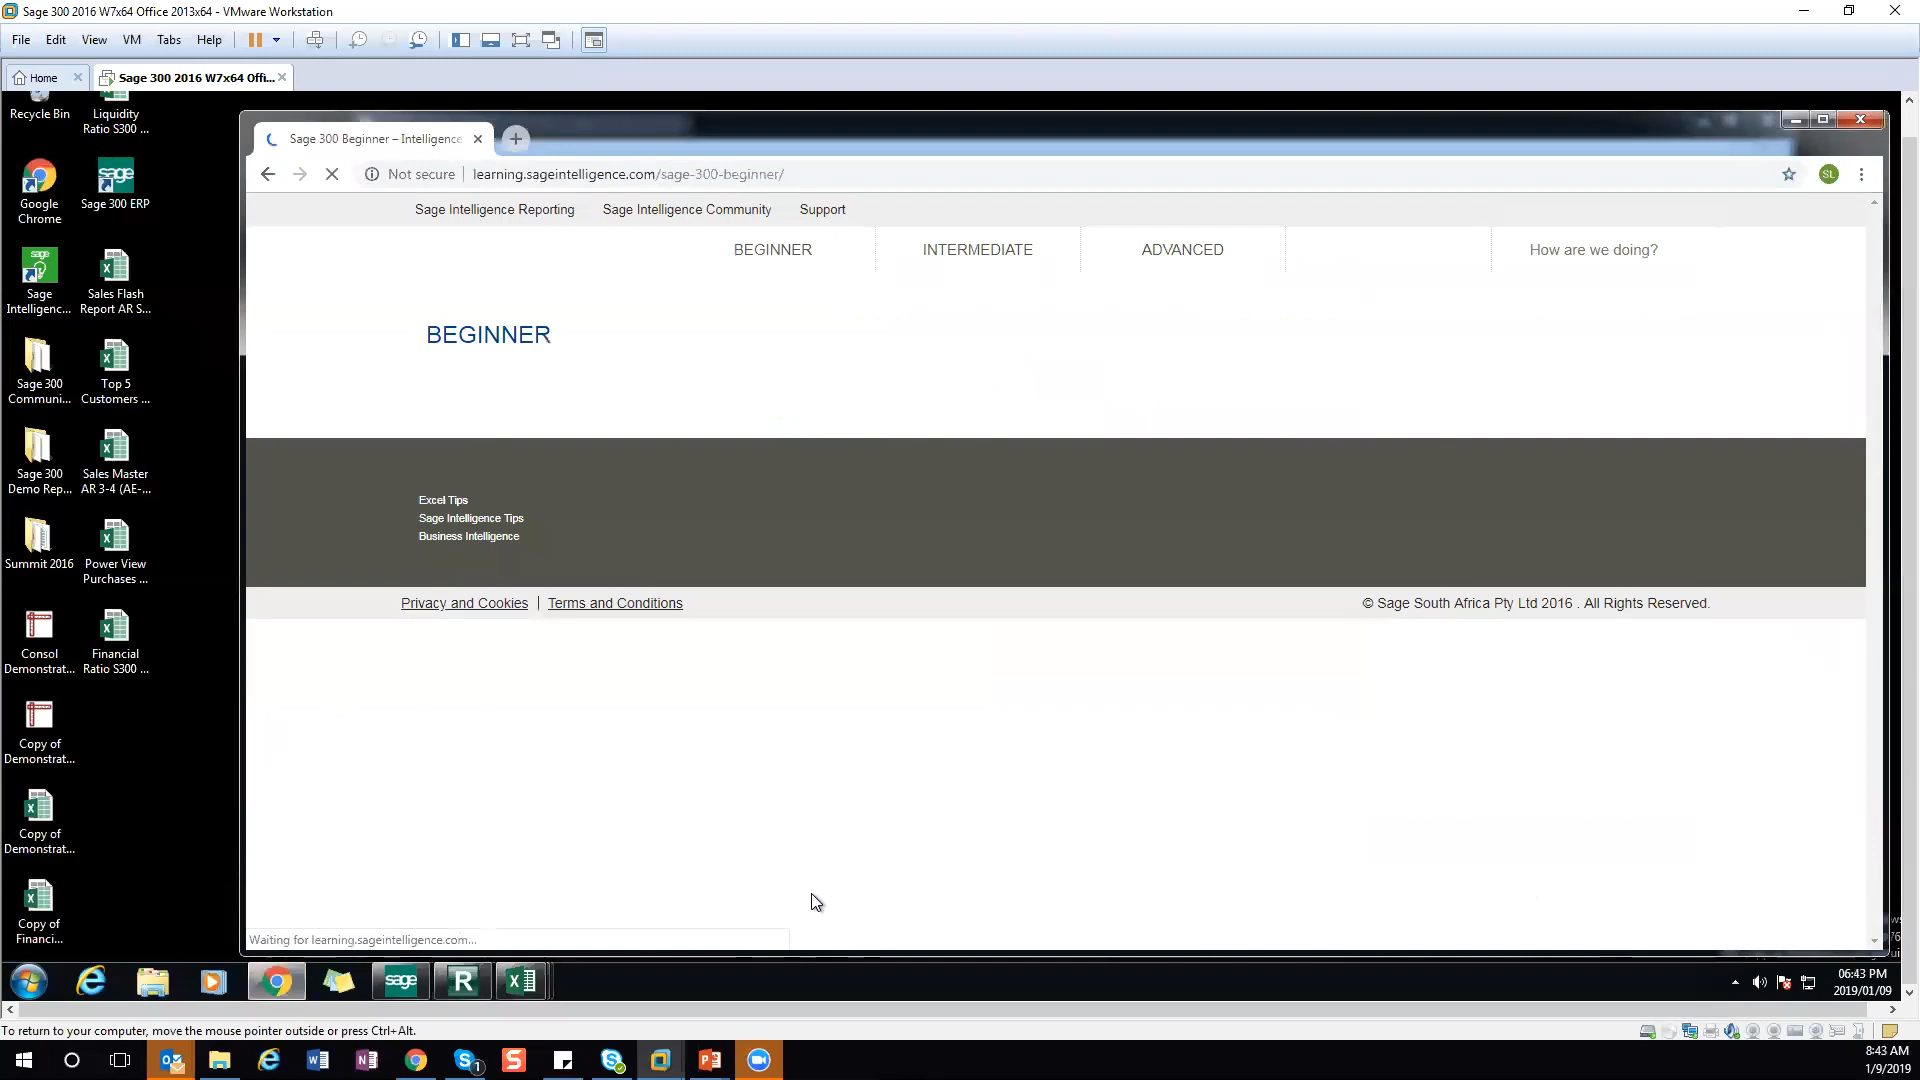 Sage 300 2016 W7x64 Office 2013x64 - VMware Workstation
File Edit View VM Tabs Help
Home Sage 300 2016 W7x64 Offi...
Recycle Bin
Liquidity
Ratio S300 ...
Google
Chrome
sage
Sage 300 ERP
sage
Sage
Intelligenc...
Sales Flash
Report AR S...
Sage 300
Communi...
Top 5
Customers ...
Sage 300
Demo Rep...
Sales Master
AR 3-4 (AE-...
Summit 2016
Power View
Purchases ...
Consol
Demonstrat...
Financial
Ratio S300 ...
Copy of
Demonstrat...
Copy of
Demonstrat...
Copy of
Financi...
Sage 300 Beginner – Intelligence
Not secure learning.sageintelligence.com/sage-300-beginner/
SL
Sage Intelligence Reporting Sage Intelligence Community Support
BEGINNER INTERMEDIATE ADVANCED How are we doing?
BEGINNER
Excel Tips
Sage Intelligence Tips
Business Intelligence
Privacy and Cookies | Terms and Conditions
© Sage South Africa Pty Ltd 2016 . All Rights Reserved.
Waiting for learning.sageintelligence.com...
sage R
06:43 PM
2019/01/09
To return to your computer, move the mouse pointer outside or press Ctrl+Alt.
8:43 AM
1/9/2019